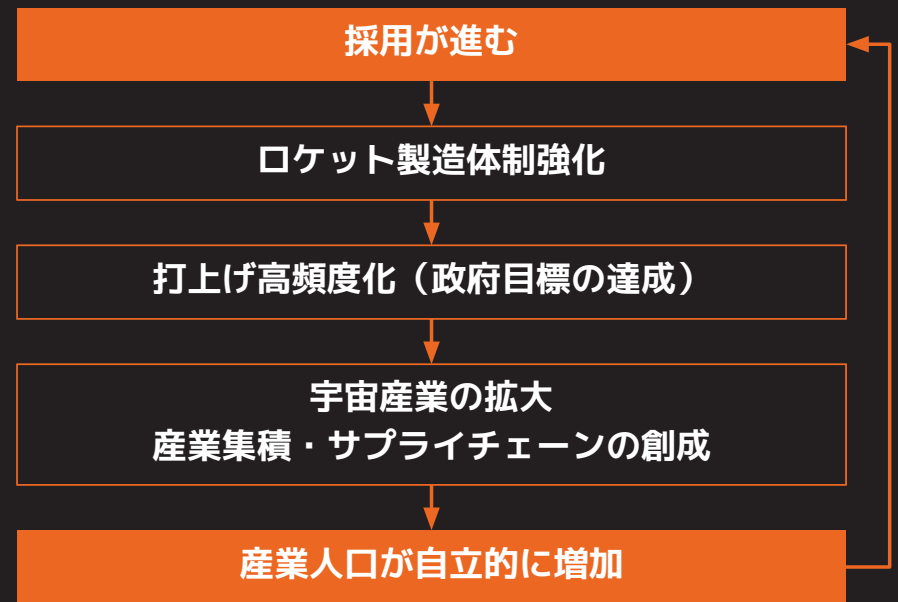 採用が進む
ロケット製造体制強化
打上げ高頻度化（政府目標の達成）
宇宙産業の拡大
産業集積・サプライチェーンの創成
産業人口が自立的に増加